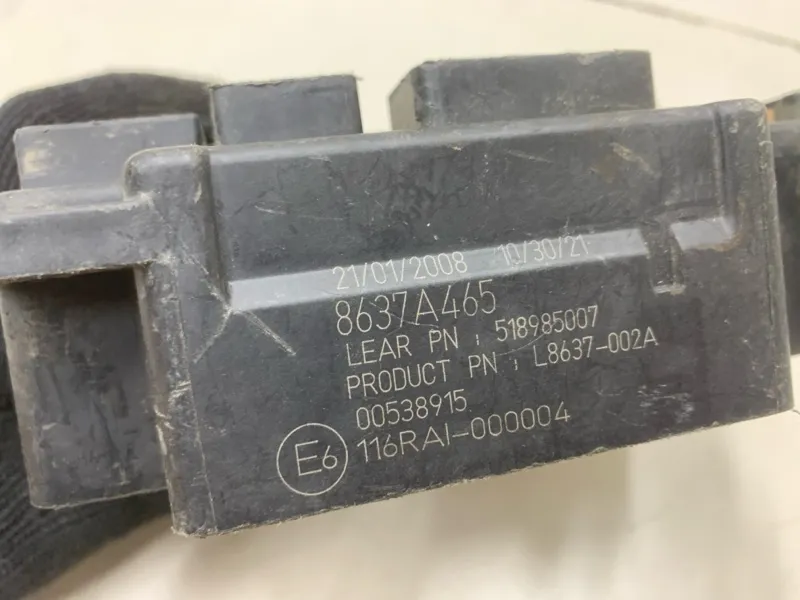 21/01/2008 10/30/21
8637A465
LEAR PN : 518985007
PRODUCT PN : L8637-002A
00538915
E6 116RAI-000004